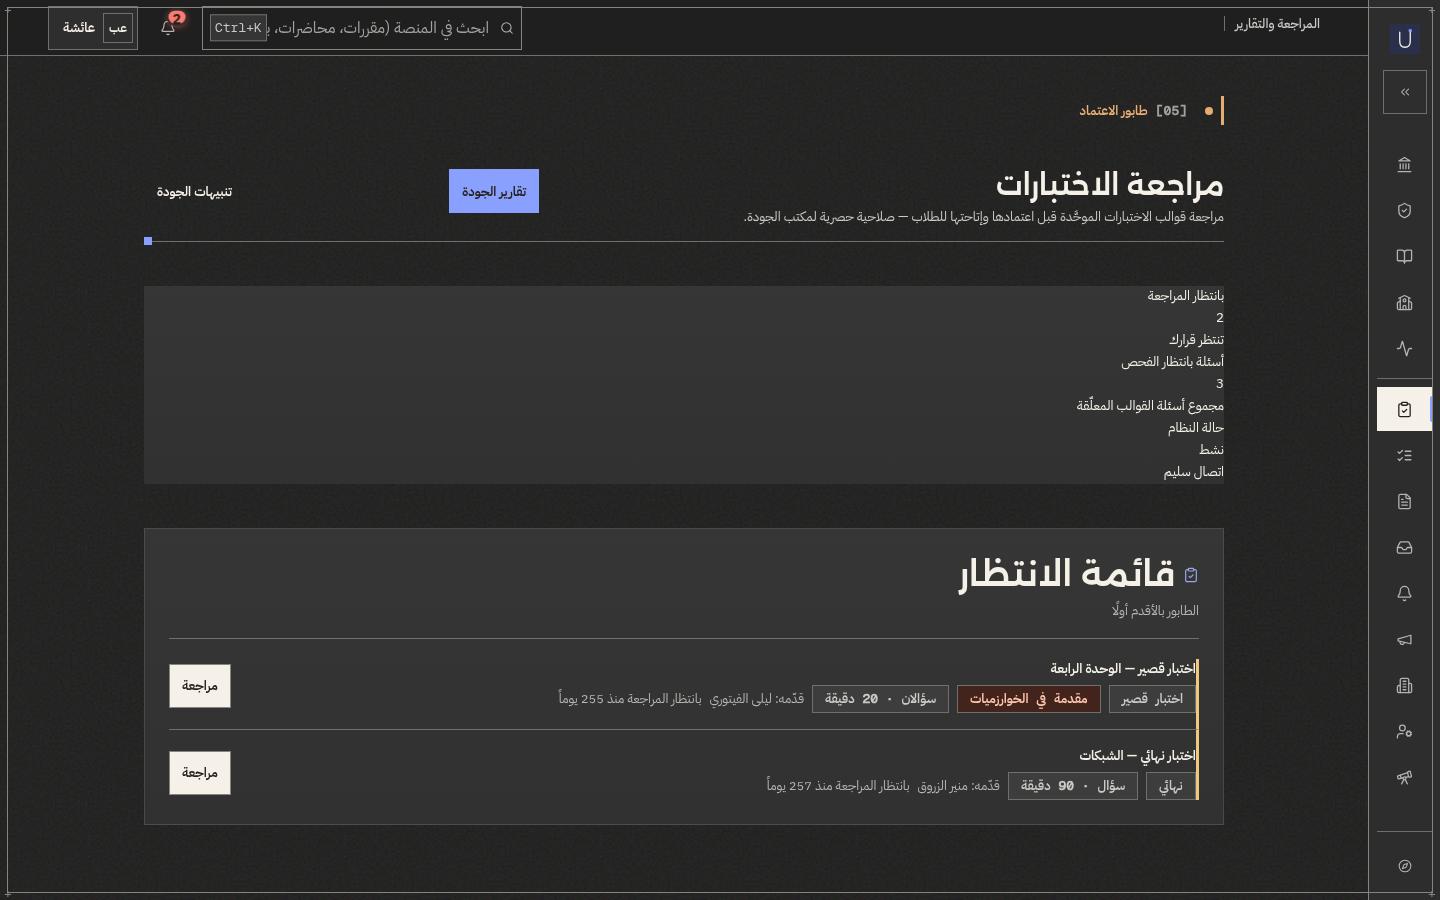 المراجعة والتقارير
ابحث في المنصة (مقررات، محاضرات، ب
Ctrl+K
2
عب
عائشة
[05] طابور الاعتماد
مراجعة الاختبارات
مراجعة قوالب الاختبارات الموحَّدة قبل اعتمادها وإتاحتها للطلاب — صلاحية حصرية لمكتب الجودة.
تقارير الجودة
تنبيهات الجودة
بانتظار المراجعة
2
تنتظر قرارك
أسئلة بانتظار الفحص
3
مجموع أسئلة القوالب المعلّقة
حالة النظام
نشط
اتصال سليم
قائمة الانتظار
الطابور بالأقدم أولًا
اختبار قصير — الوحدة الرابعة
اختبار قصير
مقدمة في الخوارزميات
سؤالان · 20 دقيقة
قدّمه: ليلى الفيتوري
بانتظار المراجعة منذ 255 يوماً
مراجعة
اختبار نهائي — الشبكات
نهائي
سؤال · 90 دقيقة
قدّمه: منير الزروق
بانتظار المراجعة منذ 257 يوماً
مراجعة